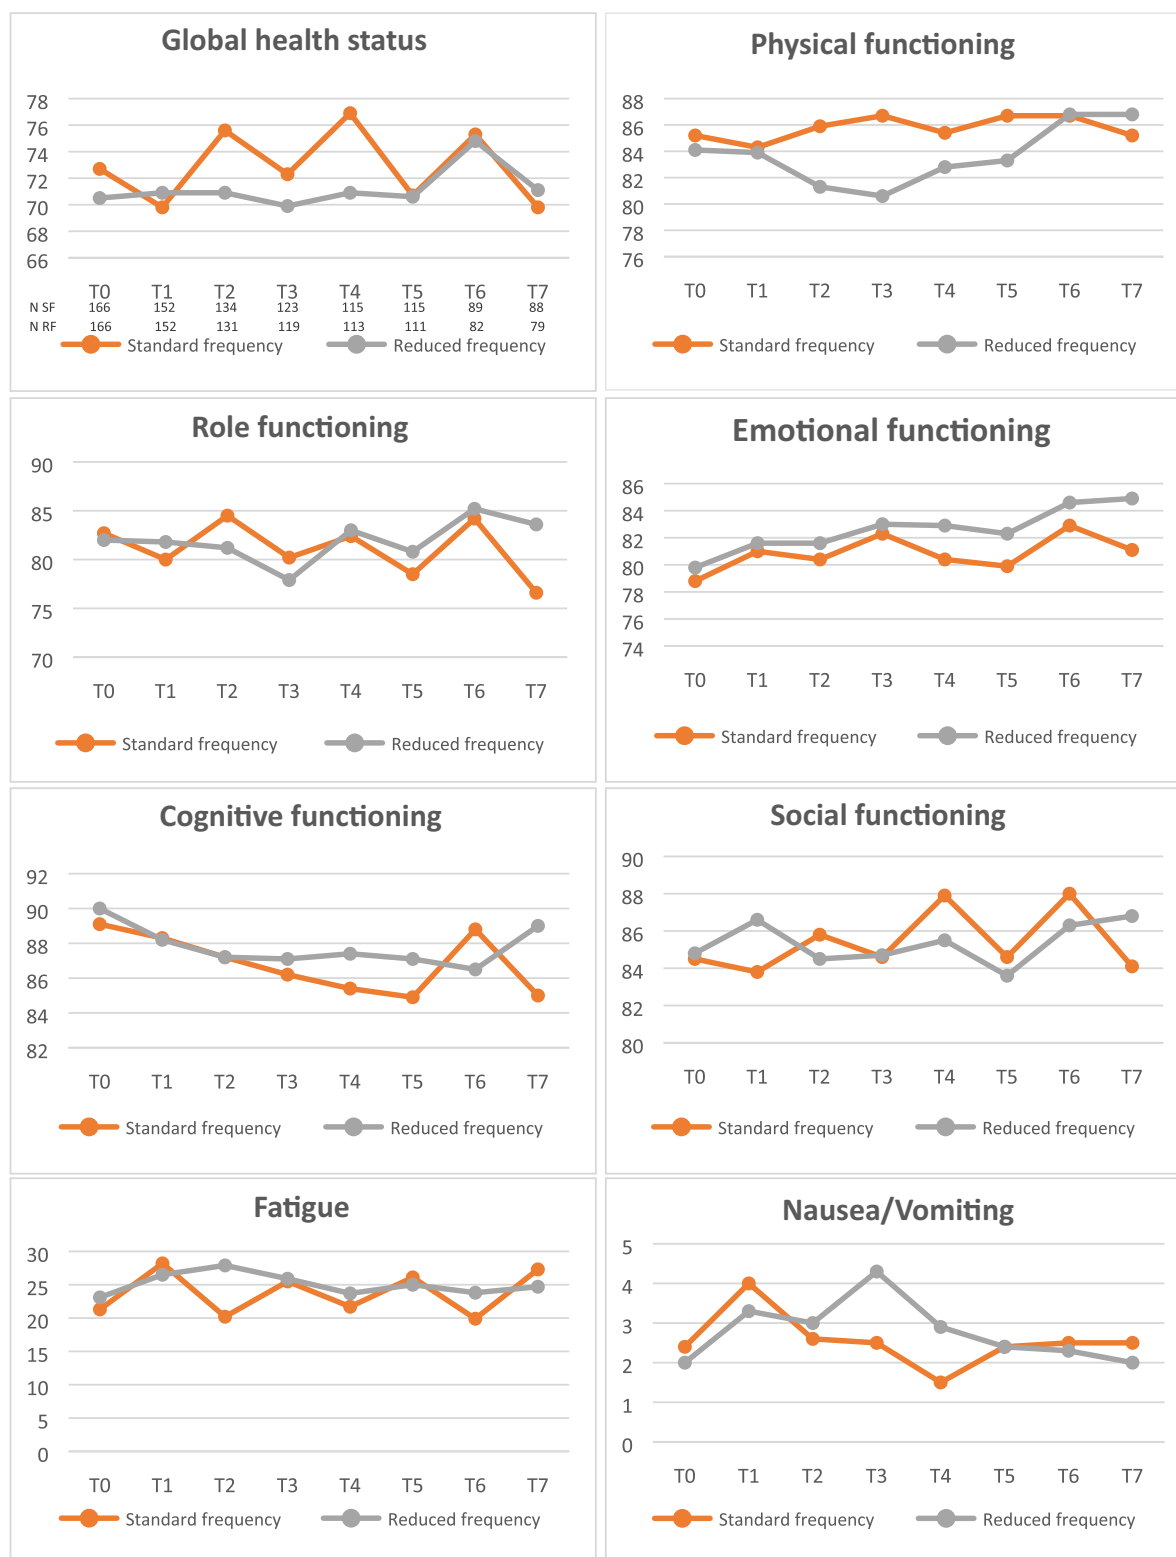 Global health status
78
76
74
72
70
68
66
T0 T1 T2 T3 T4 T5 T6 T7
N SF 166 152 134 123 115 115 89 88
N RF 166 152 131 119 113 111 82 79
Standard frequency Reduced frequency
Physical functioning
88
86
84
82
80
78
76
T0 T1 T2 T3 T4 T5 T6 T7
Standard frequency Reduced frequency
Role functioning
90
85
80
75
70
T0 T1 T2 T3 T4 T5 T6 T7
Standard frequency Reduced frequency
Emotional functioning
86
84
82
80
78
76
74
T0 T1 T2 T3 T4 T5 T6 T7
Standard frequency Reduced frequency
Cognitive functioning
92
90
88
86
84
82
T0 T1 T2 T3 T4 T5 T6 T7
Standard frequency Reduced frequency
Social functioning
90
88
86
84
82
80
T0 T1 T2 T3 T4 T5 T6 T7
Standard frequency Reduced frequency
Fatigue
30
25
20
15
10
5
0
T0 T1 T2 T3 T4 T5 T6 T7
Standard frequency Reduced frequency
Nausea/Vomiting
5
4
3
2
1
0
T0 T1 T2 T3 T4 T5 T6 T7
Standard frequency Reduced frequency